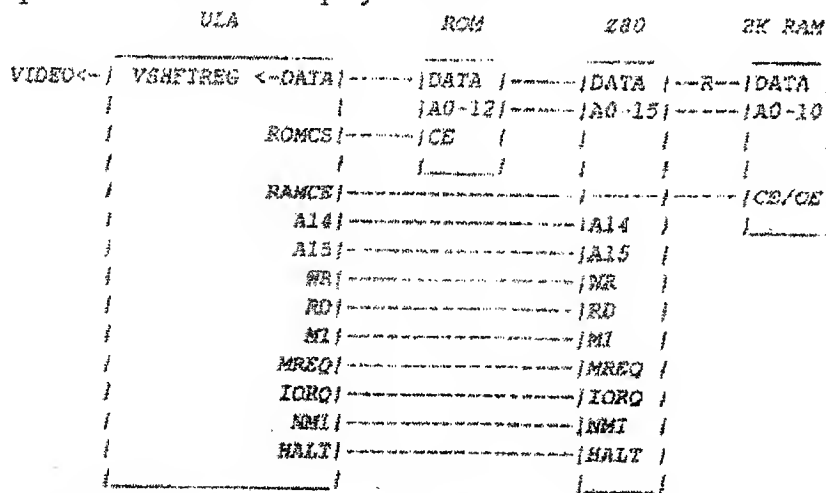 ULA ROM Z80 2K RAM
VIDEO<-| VSHFTREG <-DATA|------|DATA |------|DATA |--R--|DATA
| |A0-12|------|A0-15|-----|A0-10
ROMCS|------|CE | | |
RAMCE|------|------|------|CE/OE
A14|------|A14 |
A15|------|A15 |
WR|------|WR |
RD|------|RD |
M1|------|M1 |
MREQ|------|MREQ |
IORQ|------|IORQ |
NMI|------|NMI |
HALT|------|HALT |